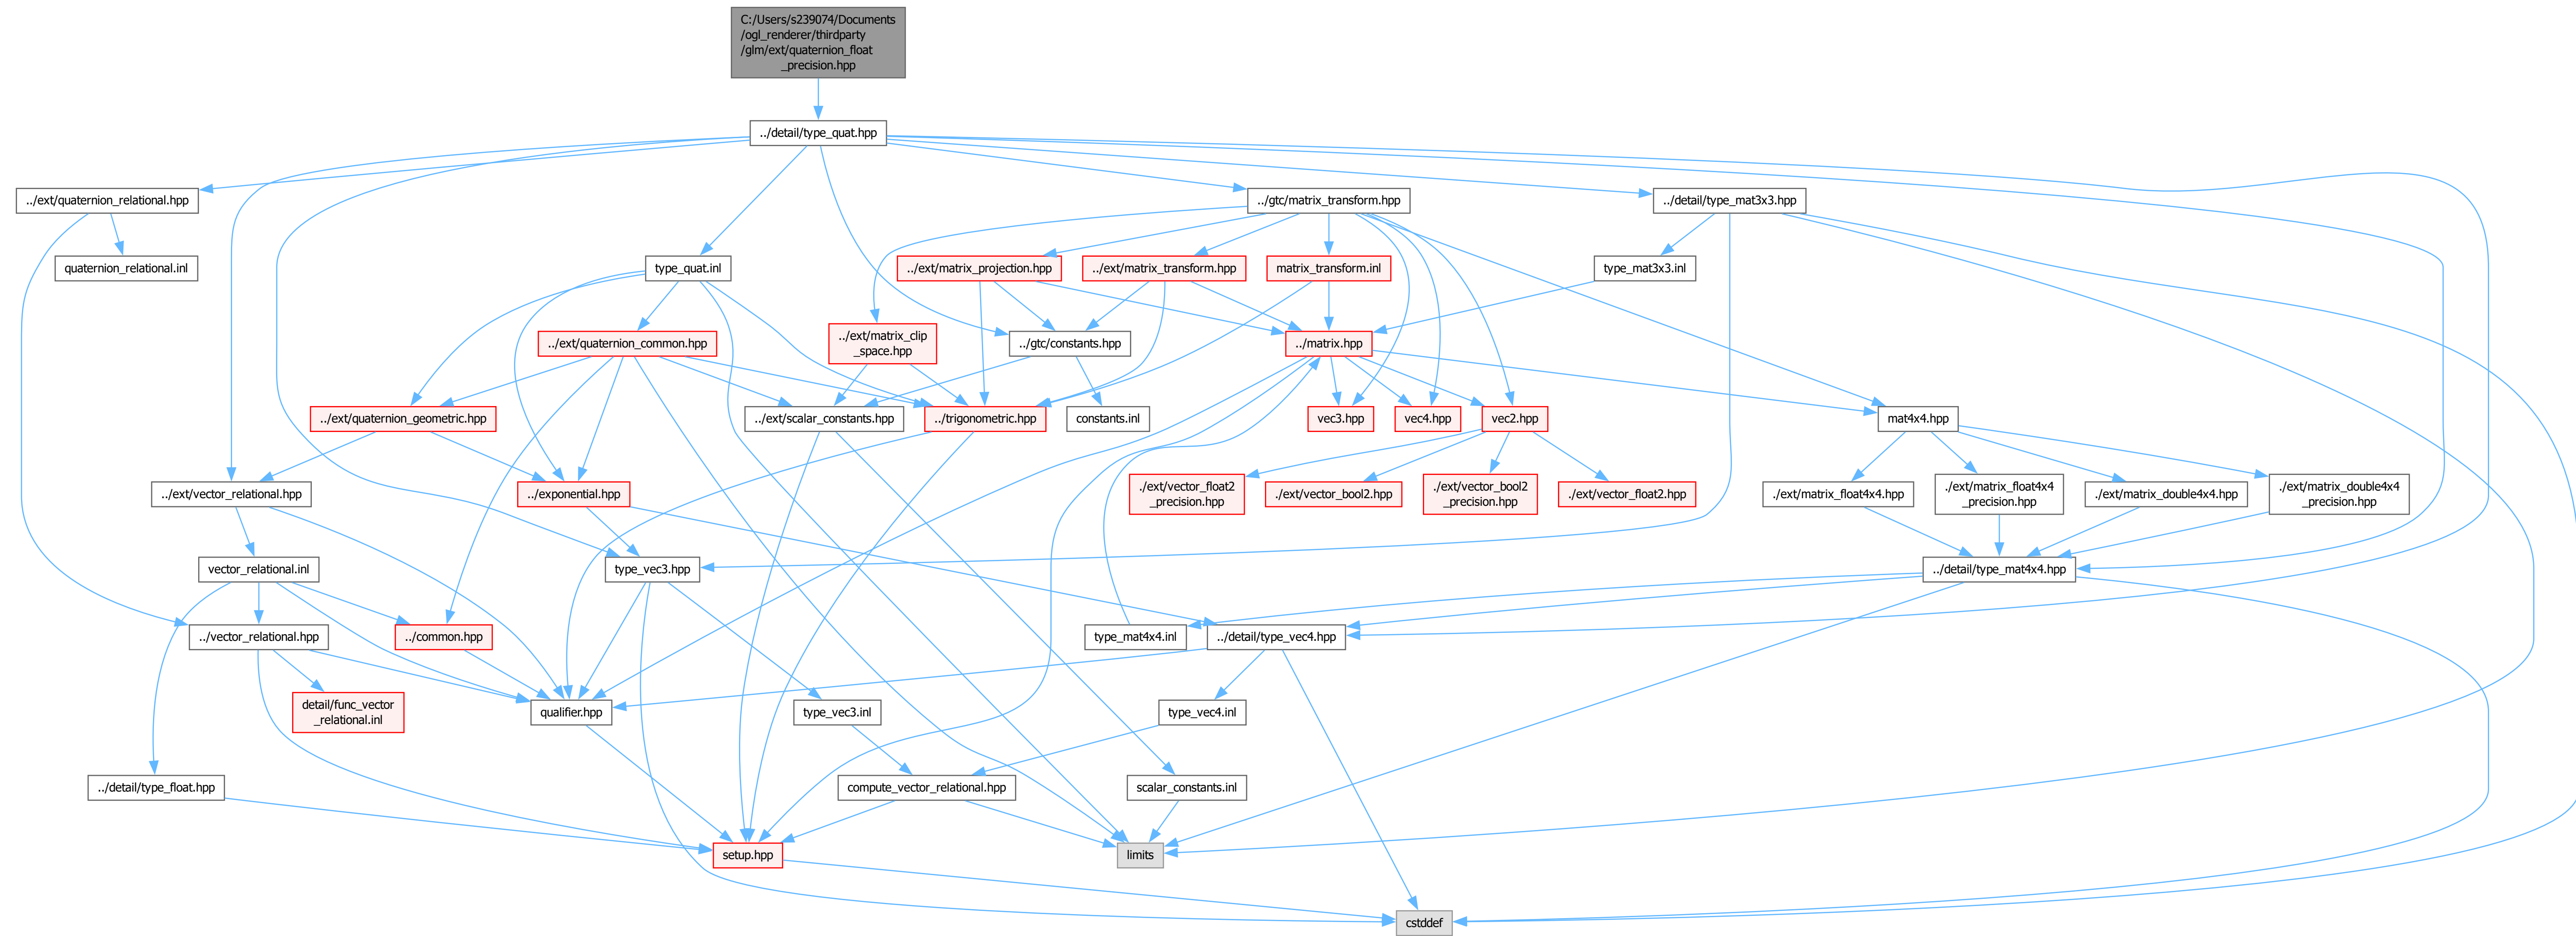 C:/Users/s239074/Documents
/ogl_renderer/thirdparty
/glm/ext/quaternion_float
_precision.hpp
../detail/type_quat.hpp
../ext/quaternion_relational.hpp
../gtc/matrix_transform.hpp
../detail/type_mat3x3.hpp
quaternion_relational.inl
type_quat.inl
../ext/matrix_projection.hpp
../ext/matrix_transform.hpp
matrix_transform.inl
type_mat3x3.inl
../ext/quaternion_common.hpp
../ext/matrix_clip
_space.hpp
../gtc/constants.hpp
../matrix.hpp
../ext/quaternion_geometric.hpp
../ext/scalar_constants.hpp
../trigonometric.hpp
constants.inl
vec3.hpp
vec4.hpp
vec2.hpp
mat4x4.hpp
../ext/vector_relational.hpp
../exponential.hpp
./ext/vector_float2
_precision.hpp
./ext/vector_bool2.hpp
./ext/vector_bool2
_precision.hpp
./ext/vector_float2.hpp
./ext/matrix_float4x4.hpp
./ext/matrix_float4x4
_precision.hpp
./ext/matrix_double4x4.hpp
./ext/matrix_double4x4
_precision.hpp
vector_relational.inl
type_vec3.hpp
../detail/type_mat4x4.hpp
../vector_relational.hpp
../common.hpp
type_mat4x4.inl
../detail/type_vec4.hpp
detail/func_vector
_relational.inl
qualifier.hpp
type_vec3.inl
type_vec4.inl
../detail/type_float.hpp
compute_vector_relational.hpp
scalar_constants.inl
setup.hpp
limits
cstddef